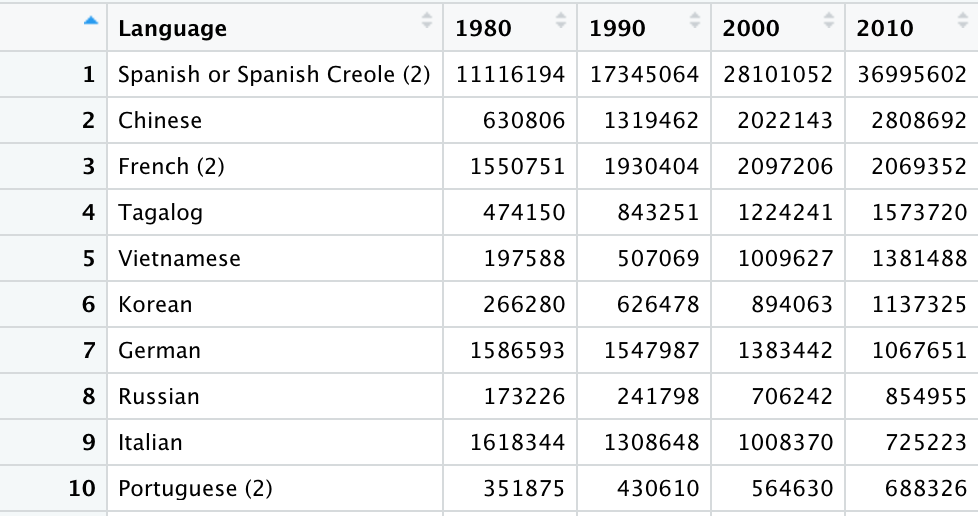 Language 1980 1990 2000 2010
1 Spanish or Spanish Creole (2) 11116194 17345064 28101052 36995602
2 Chinese 630806 1319462 2022143 2808692
3 French (2) 1550751 1930404 2097206 2069352
4 Tagalog 474150 843251 1224241 1573720
5 Vietnamese 197588 507069 1009627 1381488
6 Korean 266280 626478 894063 1137325
7 German 1586593 1547987 1383442 1067651
8 Russian 173226 241798 706242 854955
9 Italian 1618344 1308648 1008370 725223
10 Portuguese (2) 351875 430610 564630 688326